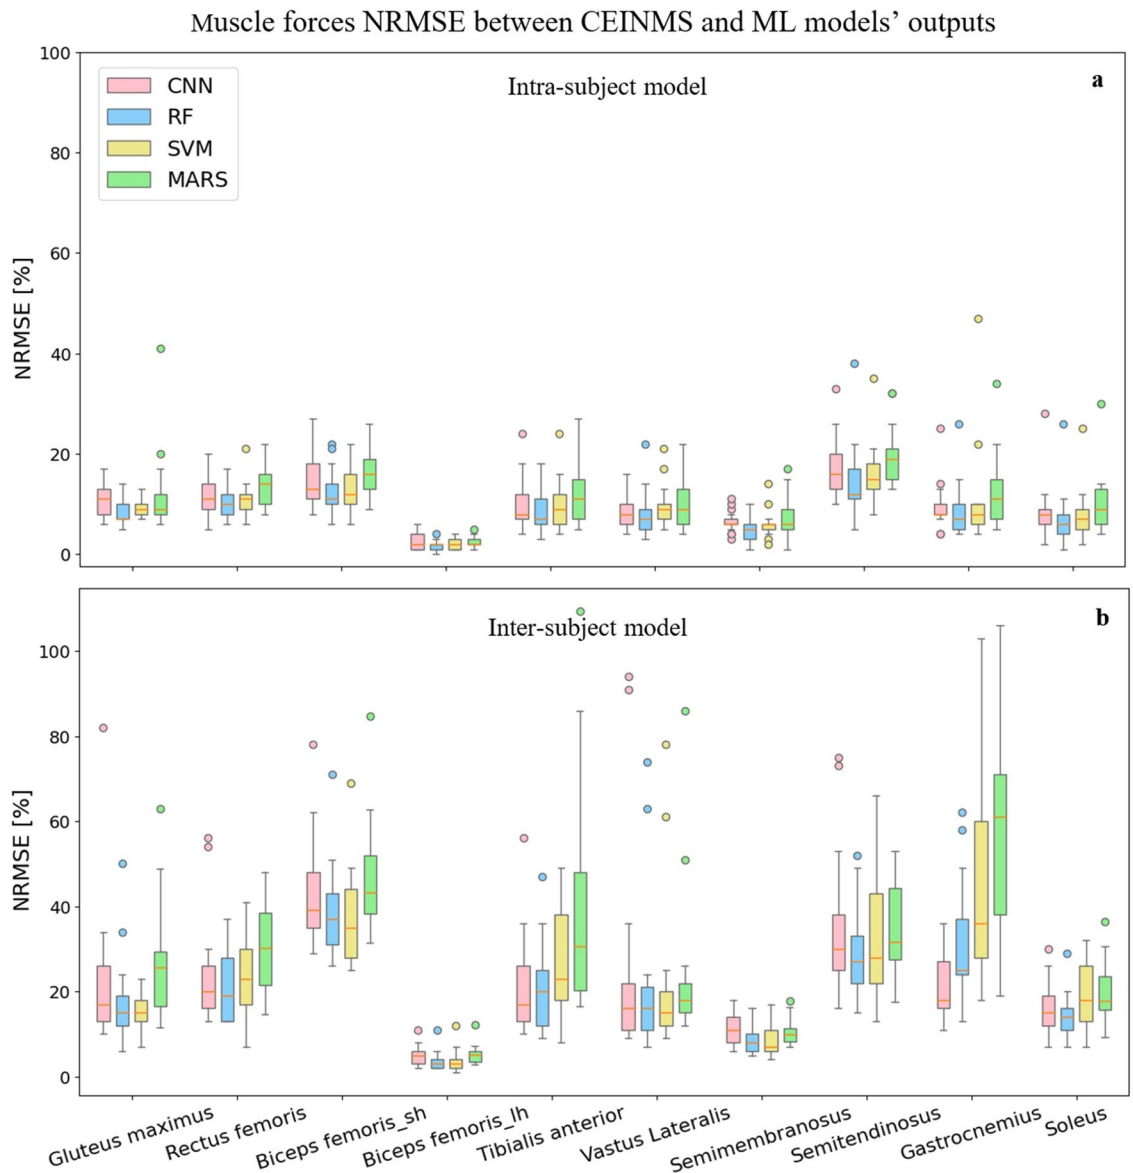 Muscle forces NRMSE between CEINMS and ML models’ outputs
Intra-subject model
a
CNN
RF
SVM
MARS
NRMSE [%]
100
80
60
40
20
0
Inter-subject model
b
NRMSE [%]
100
80
60
40
20
0
Gluteus maximus
Rectus femoris
Biceps femoris_sh
Biceps femoris_lh
Tibialis anterior
Vastus Lateralis
Semimembranosus
Semitendinosus
Gastrocnemius
Soleus